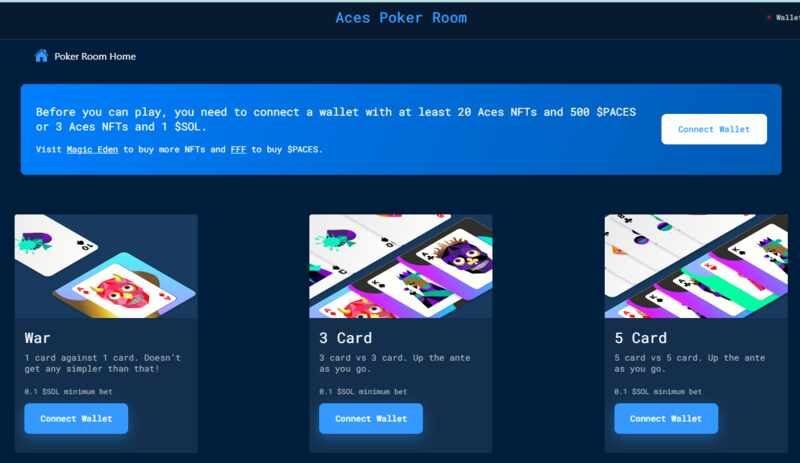 Aces Poker Room
Wallet
Poker Room Home
Before you can play, you need to connect a wallet with at least 20 Aces NFTs and 500 $PACES
or 3 Aces NFTs and 1 $SOL.
Connect Wallet
Visit Magic Eden to buy more NFTs and FFF to buy $PACES.
War
1 card against 1 card. Doesn't
get any simpler than that!
0.1 $SOL minimum bet
Connect Wallet
3 Card
3 card vs 3 card. Up the ante
as you go.
0.1 $SOL minimum bet
Connect Wallet
5 Card
5 card vs 5 card. Up the ante
as you go.
0.1 $SOL minimum bet
Connect Wallet